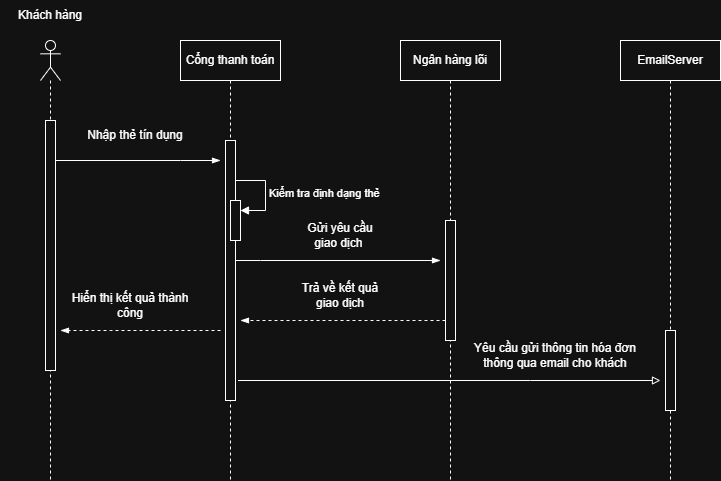 Khách hàng
Cổng thanh toán
Ngân hàng lõi
EmailServer
Nhập thẻ tín dụng
Kiểm tra định dạng thẻ
Gửi yêu cầu
giao dịch
Trả về kết quả
giao dịch
Hiển thị kết quả thành
công
Yêu cầu gửi thông tin hóa đơn
thông qua email cho khách